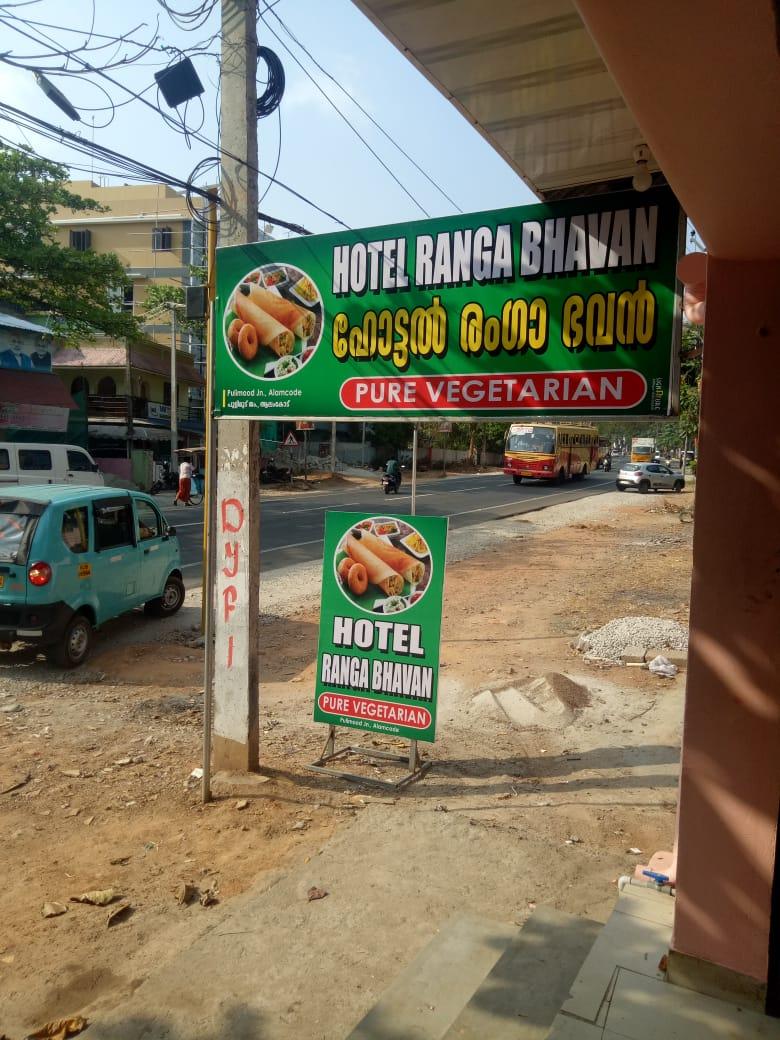 HOTEL RANGA BHAVAN
ഹോട്ടൽ രംഗാ ഭവൻ
PURE VEGETARIAN
Pulimood Jn., Alamcode
പുളിമൂട് ജം., ആലംകോട്
DYFI
HOTEL
RANGA BHAVAN
PURE VEGETARIAN
Pulimood Jn., Alamcode